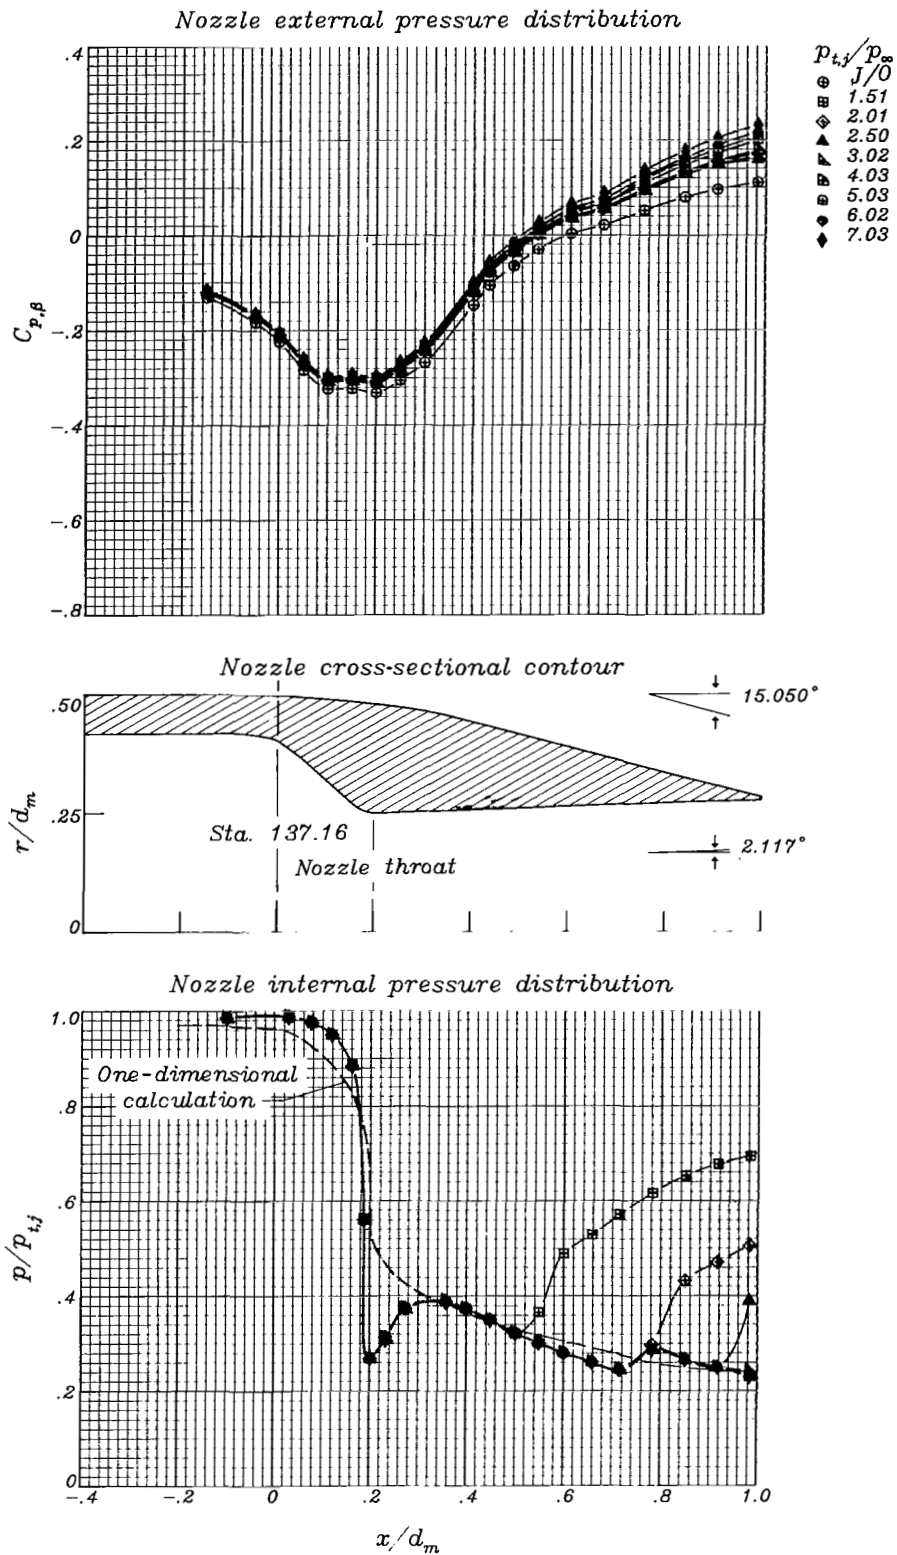 Nozzle external pressure distribution
p_{t,j}/p_∞
J/O
1.51
2.01
2.50
3.02
4.03
5.03
6.02
7.03
.4
.2
0
-.2
-.4
-.6
-.8
C_{p,β}
Nozzle cross-sectional contour
.50
.25
0
r/d_m
15.050°
2.117°
Sta. 137.16
Nozzle throat
Nozzle internal pressure distribution
1.0
.8
.6
.4
.2
0
p/p_{t,j}
One-dimensional
calculation
-.4 -.2 0 .2 .4 .6 .8 1.0
x/d_m